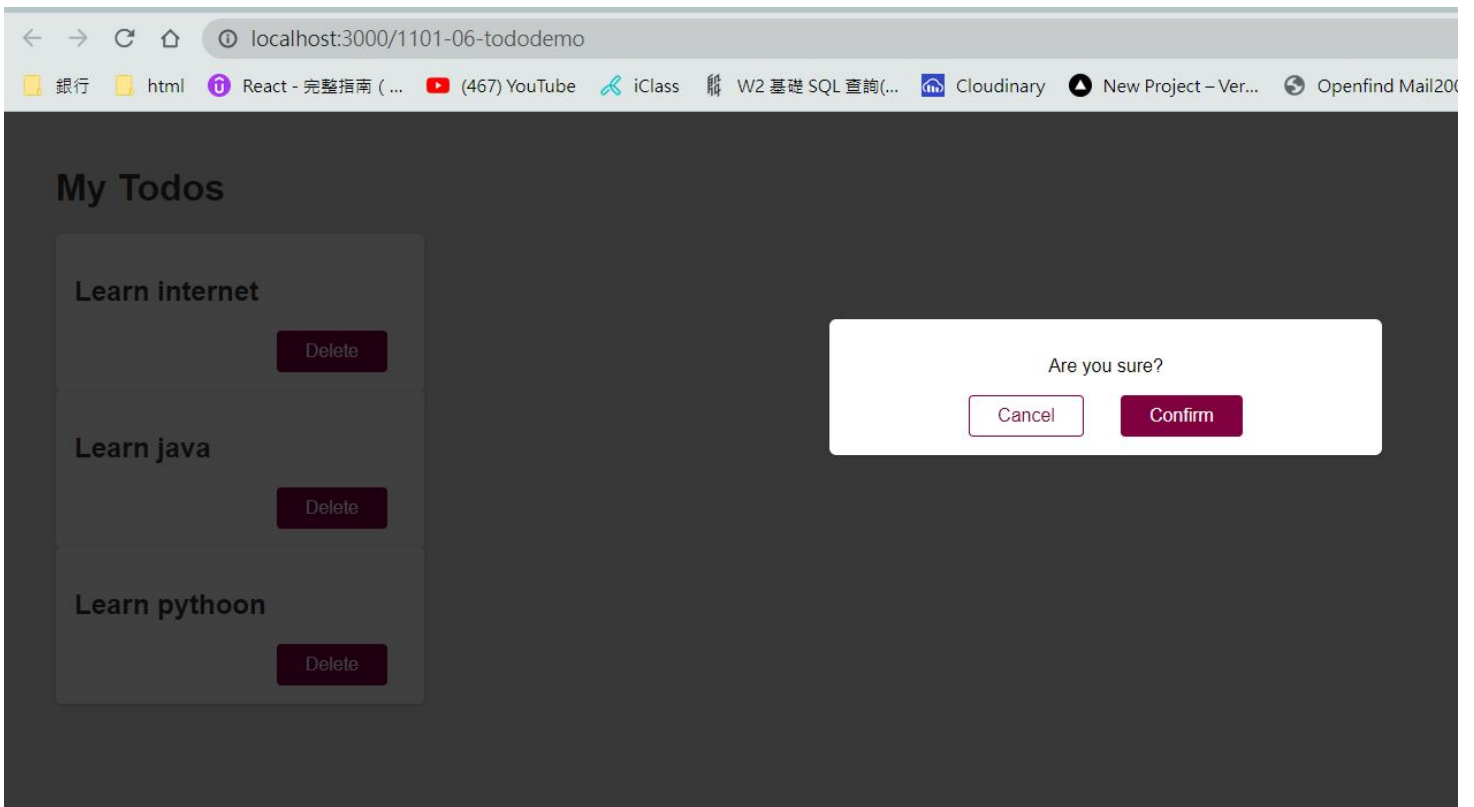 localhost:3000/1101-06-tododemo
銀行 html React - 完整指南 ( ... (467) YouTube iClass W2 基礎 SQL 查詢(... Cloudinary New Project – Ver... Openfind Mail200
My Todos
Learn internet
Delete
Learn java
Delete
Learn pythoon
Delete
Are you sure?
Cancel Confirm